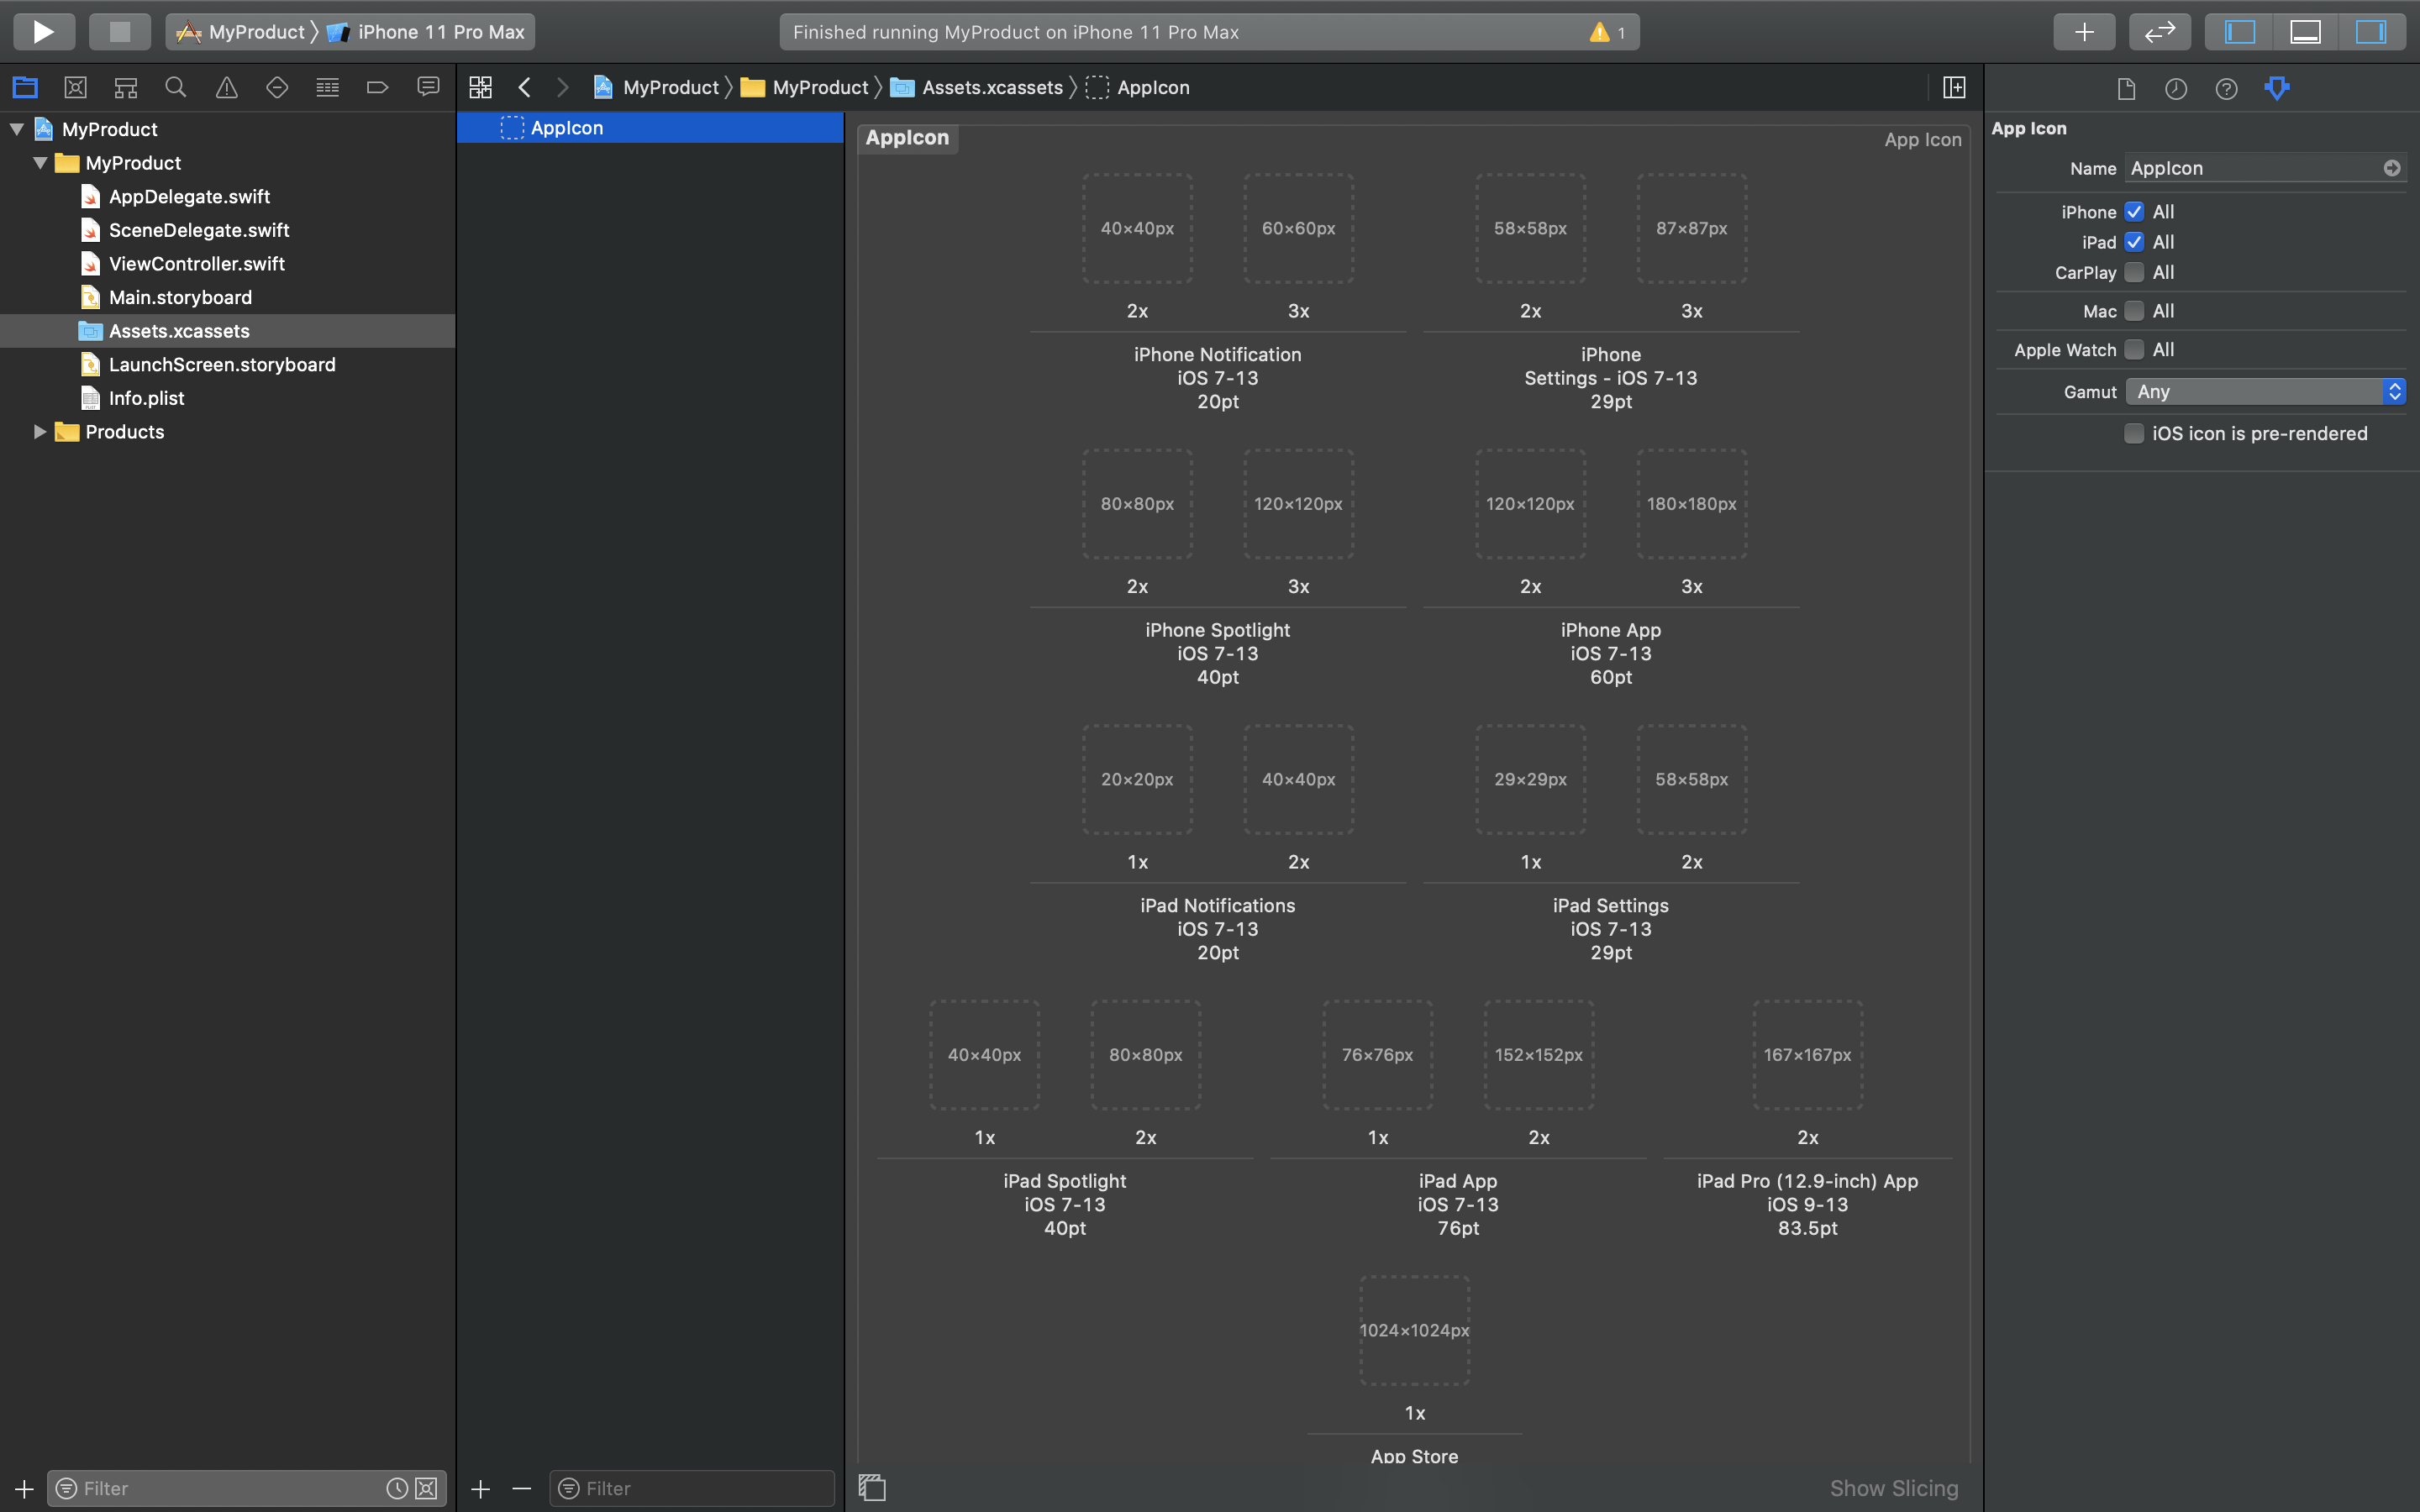 MyProduct 〉 iPhone 11 Pro Max
Finished running MyProduct on iPhone 11 Pro Max
1
MyProduct 〉 MyProduct 〉 Assets.xcassets 〉 AppIcon
MyProduct
MyProduct
AppDelegate.swift
SceneDelegate.swift
ViewController.swift
Main.storyboard
Assets.xcassets
LaunchScreen.storyboard
Info.plist
Products
Filter
AppIcon
Filter
AppIcon
App Icon
40×40px 60×60px 58×58px 87×87px
2x 3x 2x 3x
iPhone Notification
iOS 7-13
20pt
iPhone
Settings - iOS 7-13
29pt
80×80px 120×120px 120×120px 180×180px
2x 3x 2x 3x
iPhone Spotlight
iOS 7-13
40pt
iPhone App
iOS 7-13
60pt
20×20px 40×40px 29×29px 58×58px
1x 2x 1x 2x
iPad Notifications
iOS 7-13
20pt
iPad Settings
iOS 7-13
29pt
40×40px 80×80px 76×76px 152×152px 167×167px
1x 2x 1x 2x 2x
iPad Spotlight
iOS 7-13
40pt
iPad App
iOS 7-13
76pt
iPad Pro (12.9-inch) App
iOS 9-13
83.5pt
1024×1024px
1x
App Store
Show Slicing
App Icon
Name AppIcon
iPhone All
iPad All
CarPlay All
Mac All
Apple Watch All
Gamut Any
iOS icon is pre-rendered